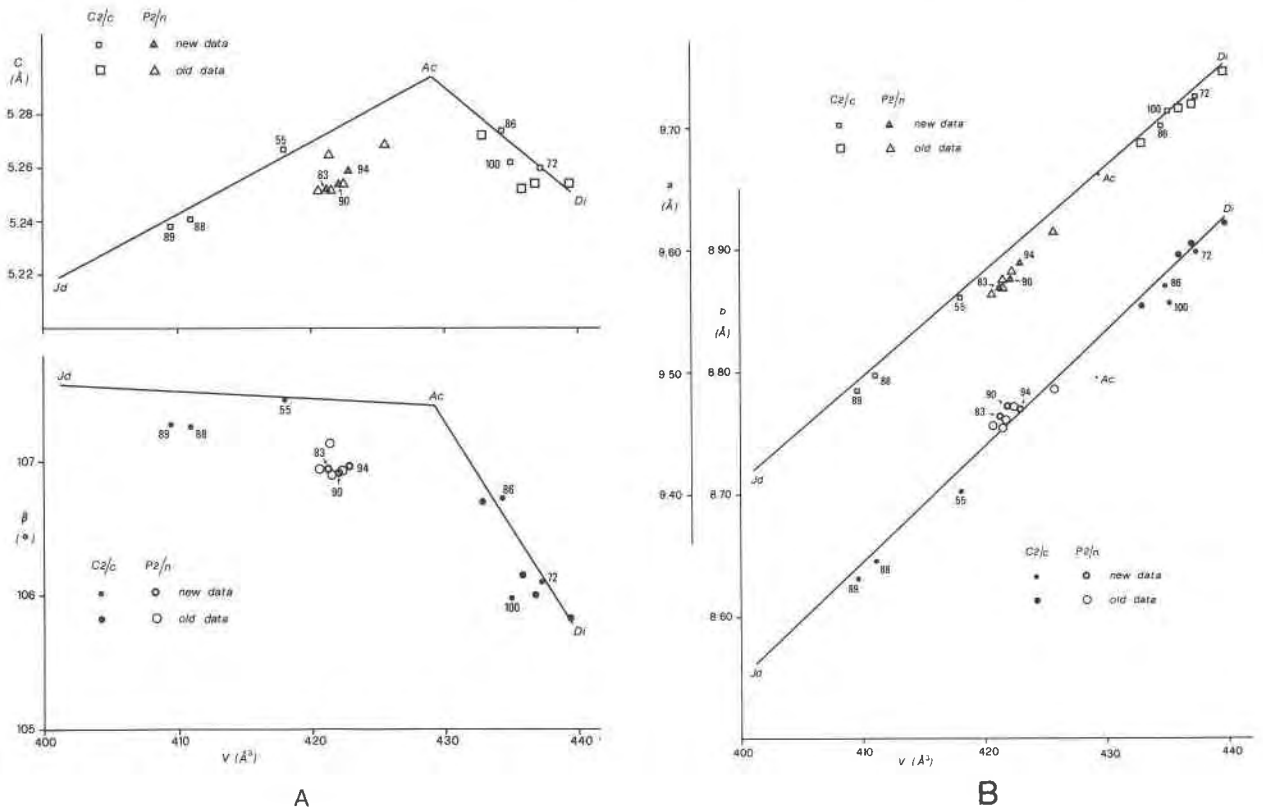 C2/c P2/n
new data
old data
C
(Å)
5.28
5.26
5.24
5.22
Ac
86
55
100
72
94
83
90
Di
88
89
Jd
Jd
Ac
55
89
88
83
94
90
86
72
100
Di
107
β
(°)
106
105
C2/c P2/n
new data
old data
400
410
420
430
440
V (Å³)
A
Di
72
100
86
C2/c P2/n
new data
old data
9.70
a
(Å)
9.60
9.50
9.40
Ac
94
83
90
55
88
89
Jd
8.90
b
(Å)
8.80
8.70
8.60
Di
72
86
100
Ac
90
94
83
55
88
89
Jd
C2/c P2/n
new data
old data
400
410
420
430
440
V (Å³)
B